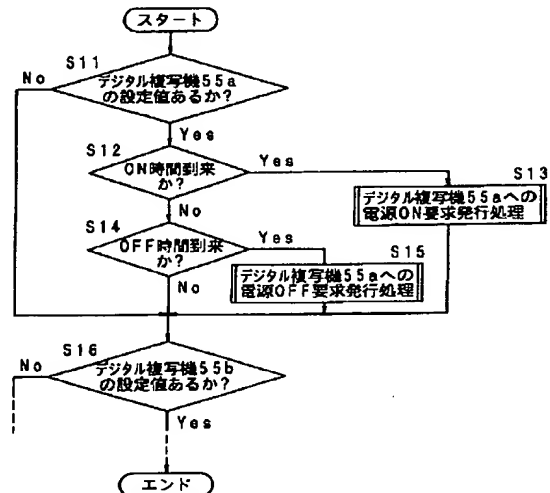 スタート
S11
No
デジタル複写機55a
の設定値あるか?
Yes
S12
ON時間到来
か?
Yes
S13
デジタル複写機55aへの
電源ON要求発行処理
No
S14
OFF時間到来
か?
Yes
S15
デジタル複写機55aへの
電源OFF要求発行処理
No
S16
No
デジタル複写機55b
の設定値あるか?
Yes
エンド